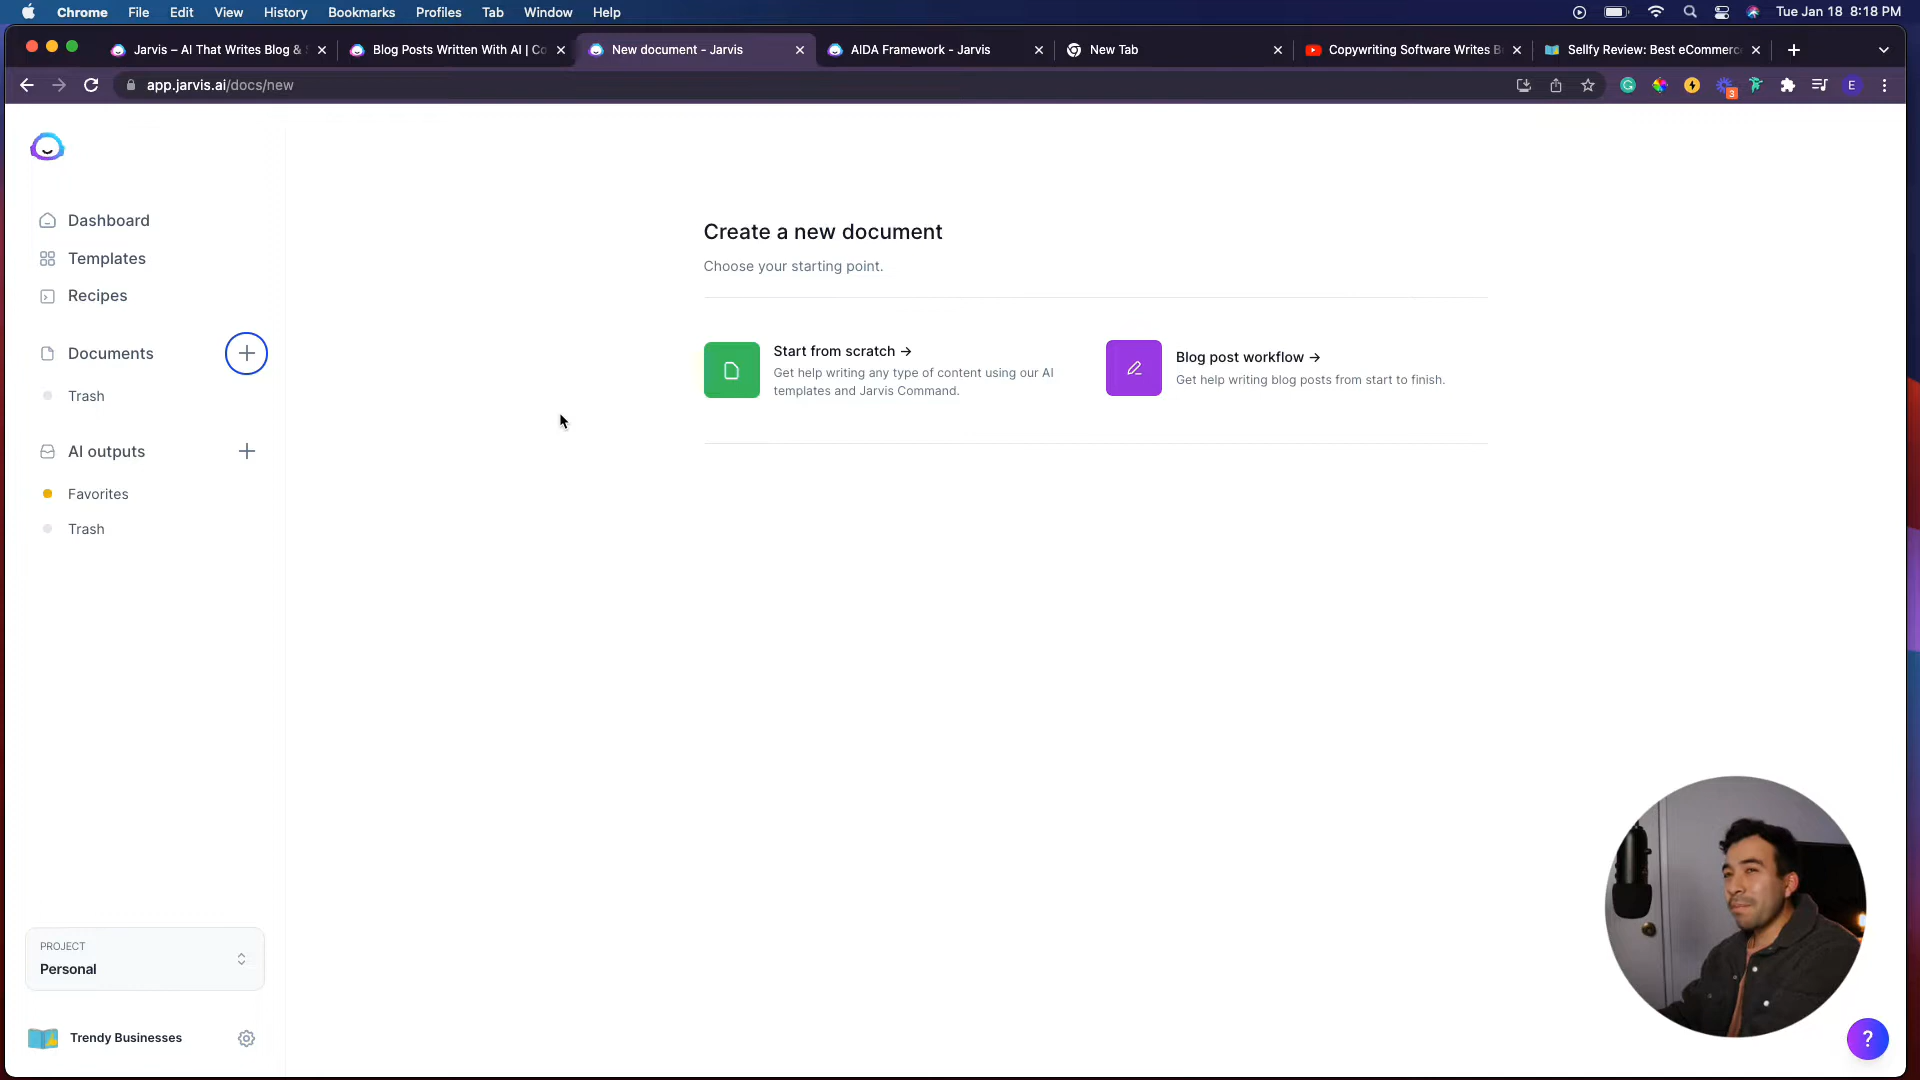 Chrome File Edit View History Bookmarks Profiles Tab Window Help Tue Jan 18 8:18 PM
Jarvis – AI That Writes Blog & Blog Posts Written With AI | Co New document - Jarvis AIDA Framework - Jarvis New Tab Copywriting Software Writes B Sellfy Review: Best eCommerc
app.jarvis.ai/docs/new
3
E
Dashboard
Templates
Recipes
Documents
Trash
AI outputs
Favorites
Trash
Create a new document
Choose your starting point.
Start from scratch →
Get help writing any type of content using our AI
templates and Jarvis Command.
Blog post workflow →
Get help writing blog posts from start to finish.
PROJECT
Personal
Trendy Businesses
?